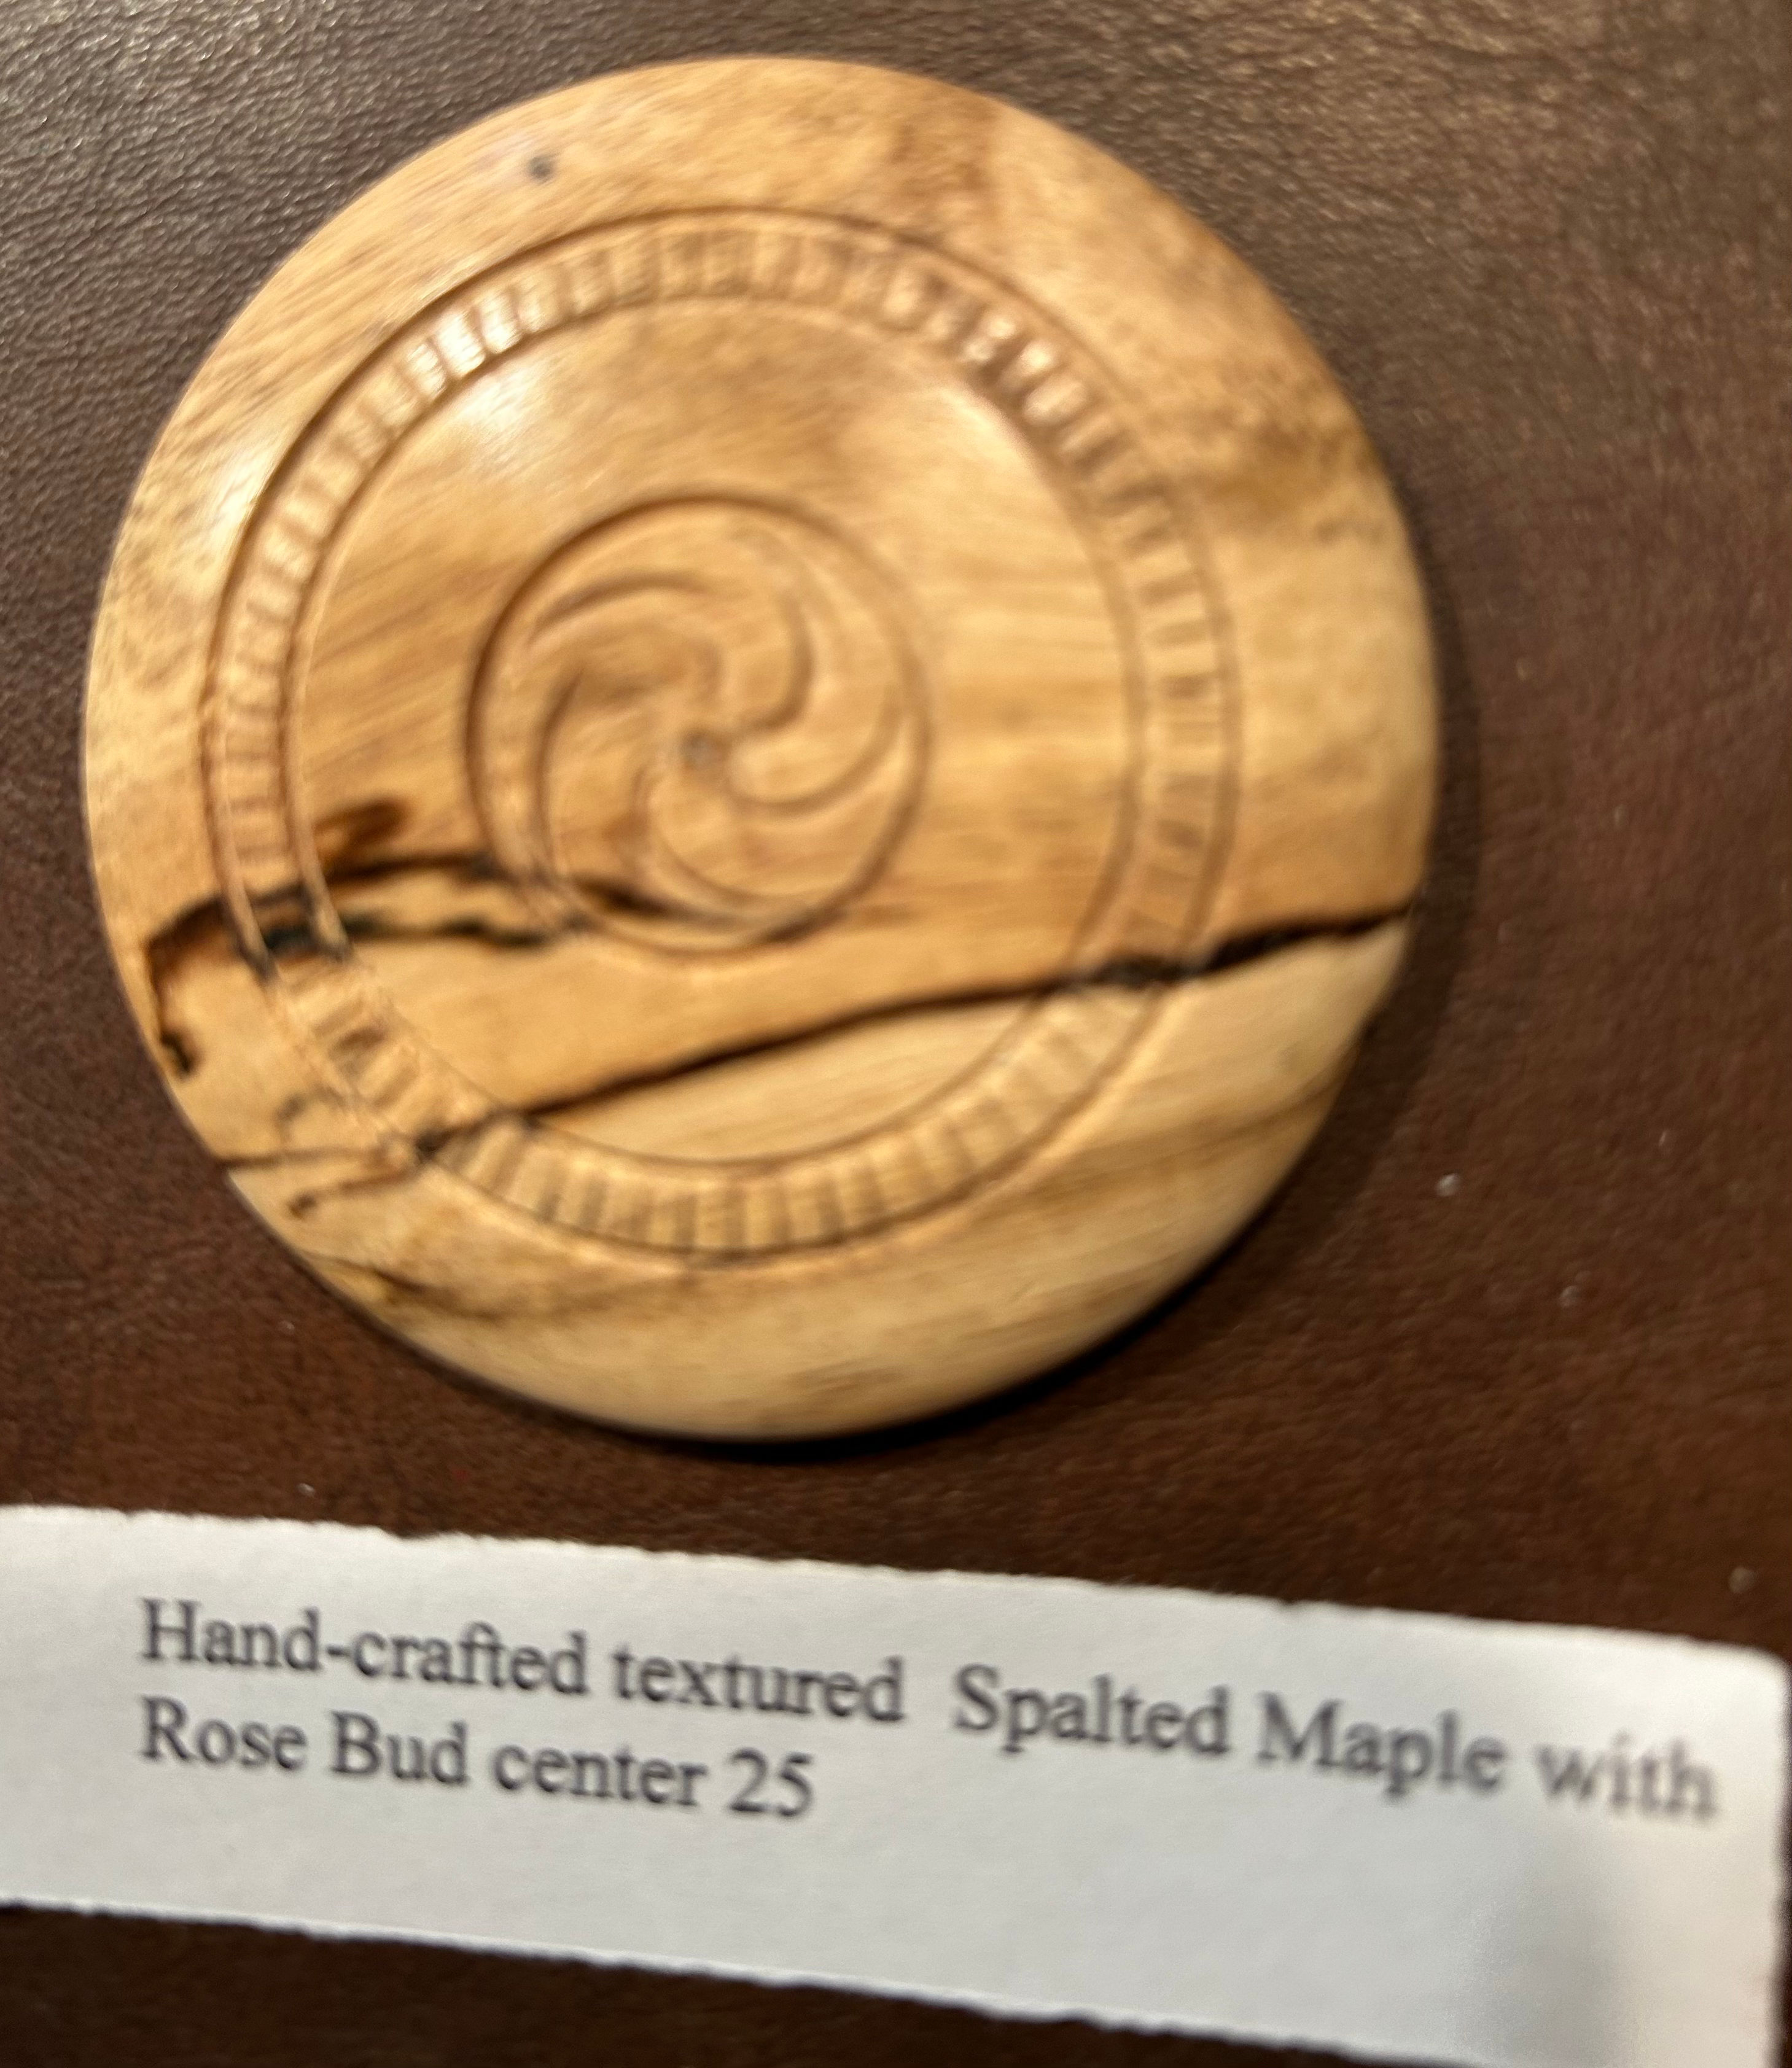 Hand-crafted textured  Spalted Maple with
Rose Bud center 25